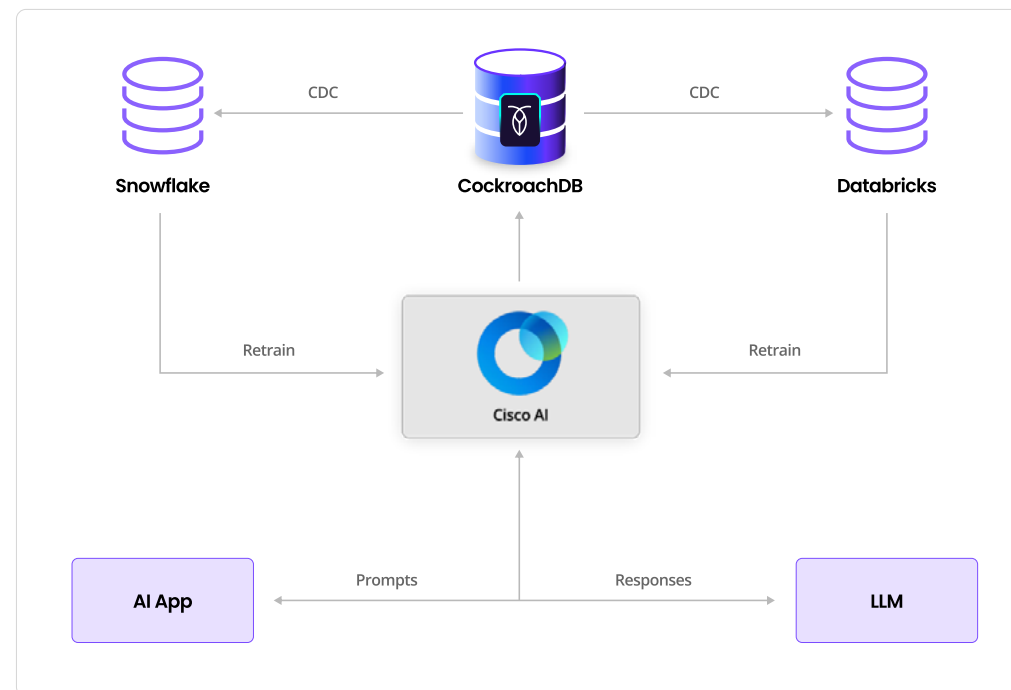 CDC
CDC
Snowflake
CockroachDB
Databricks
Retrain
Retrain
Cisco AI
Prompts
Responses
AI App
LLM